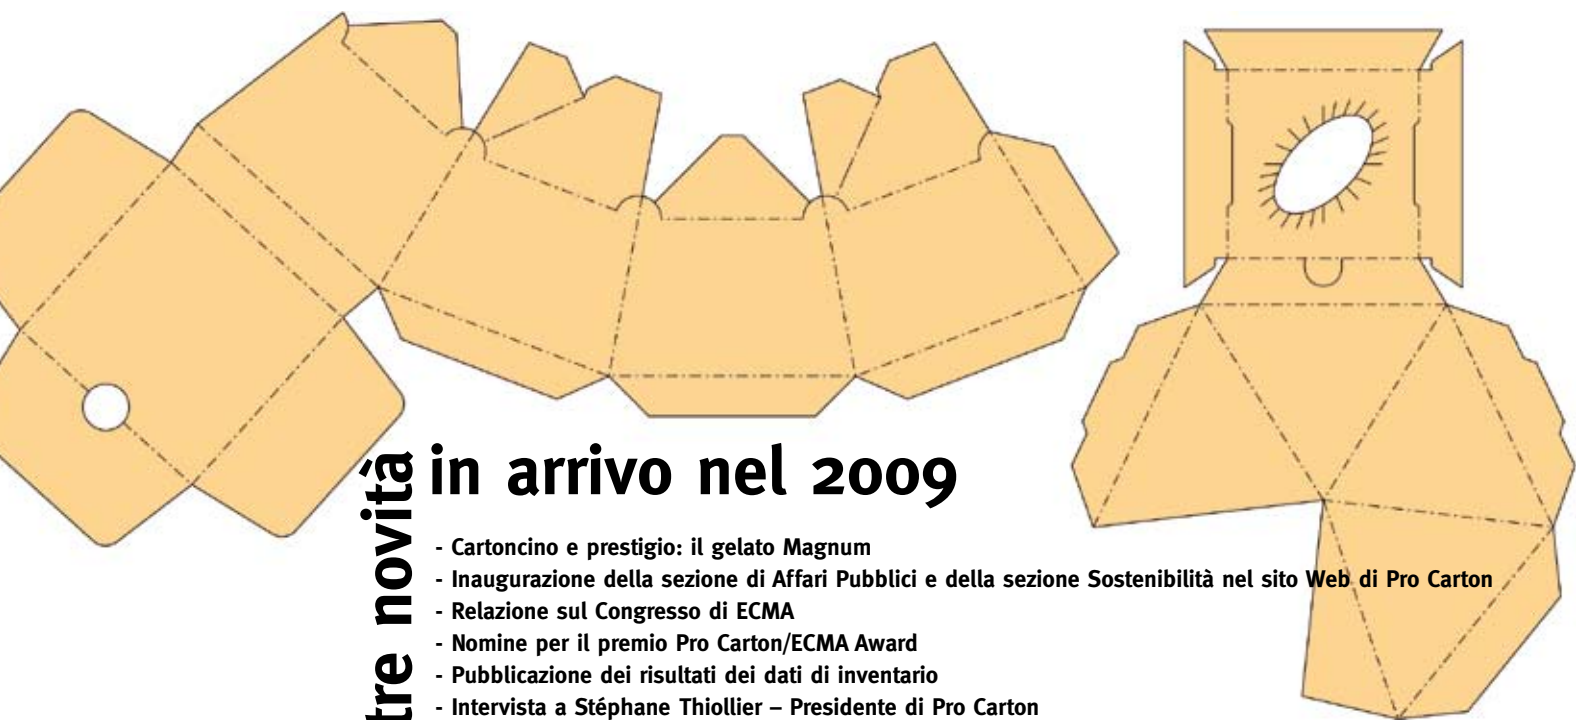 tre novità
in arrivo nel 2009
- Cartoncino e prestigio: il gelato Magnum
- Inaugurazione della sezione di Affari Pubblici e della sezione Sostenibilità nel sito Web di Pro Carton
- Relazione sul Congresso di ECMA
- Nomine per il premio Pro Carton/ECMA Award
- Pubblicazione dei risultati dei dati di inventario
- Intervista a Stéphane Thiollier – Presidente di Pro Carton